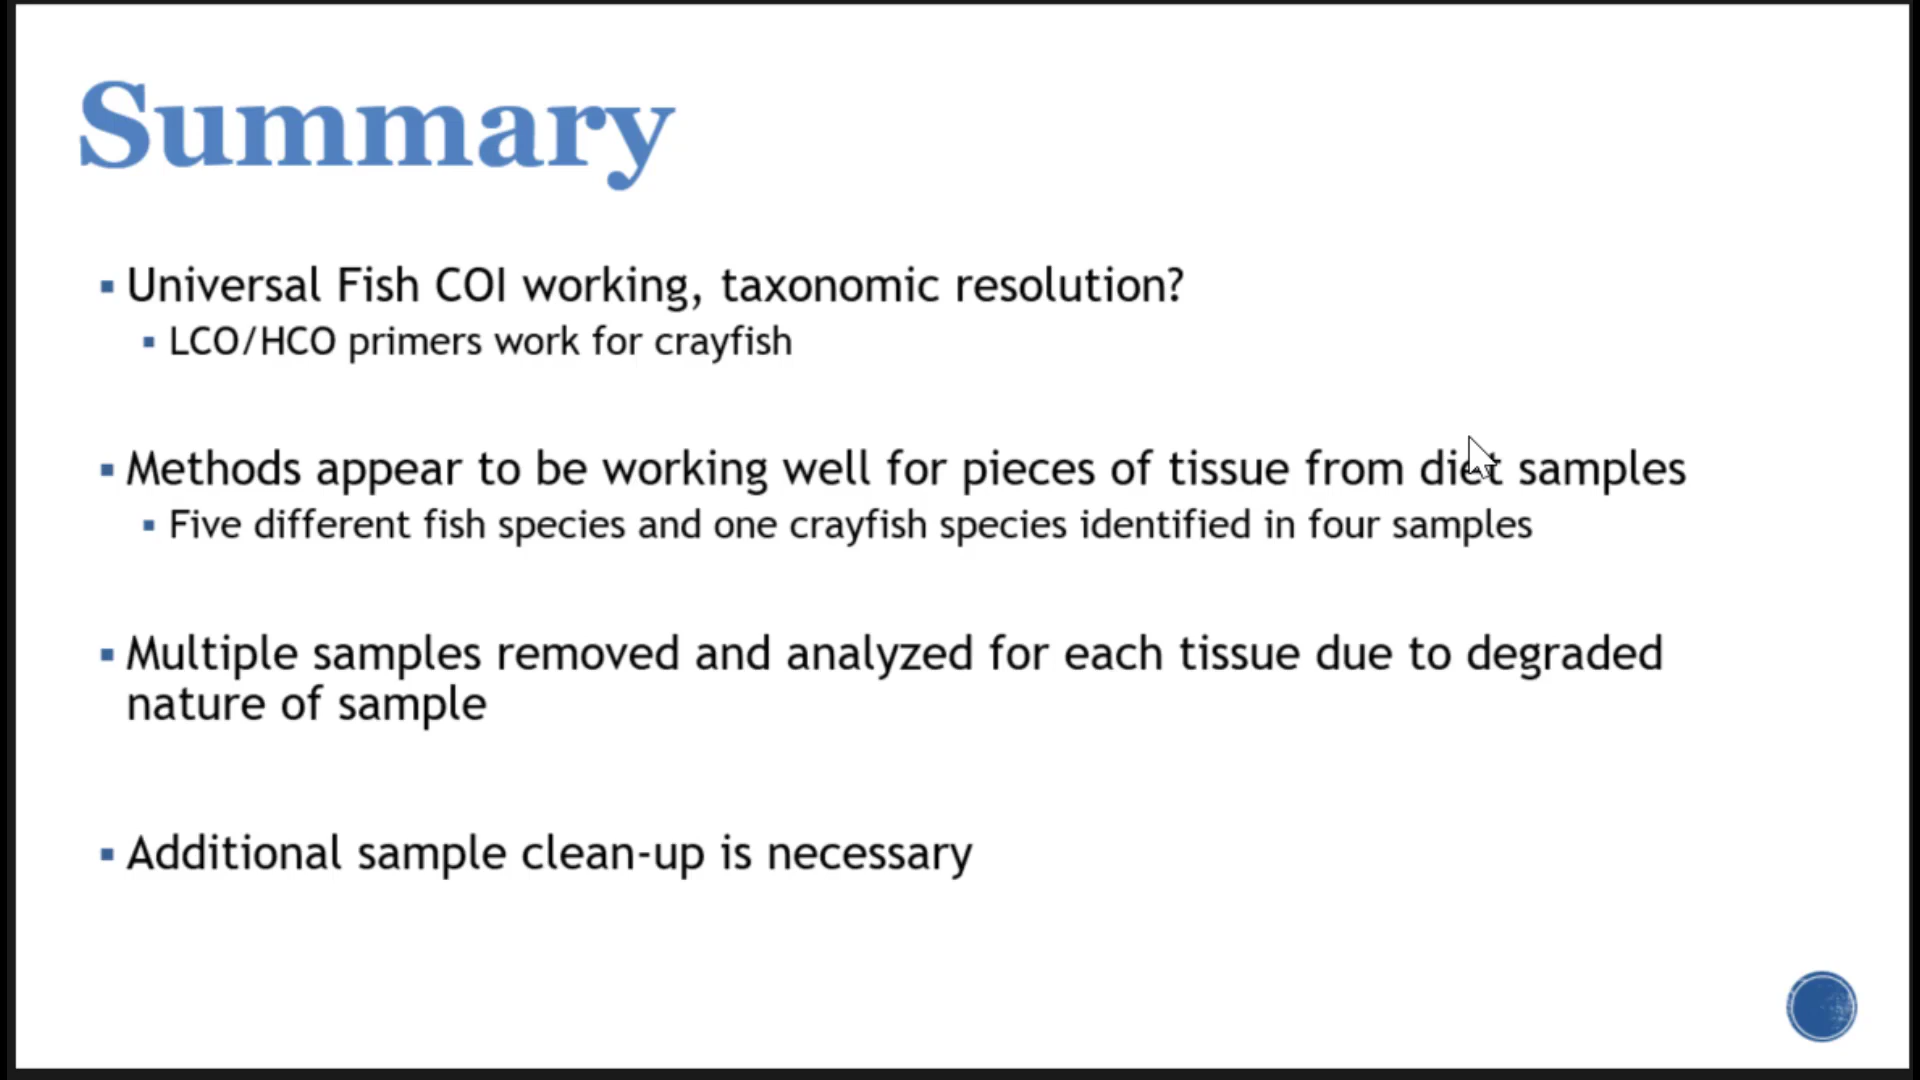 Summary
Universal Fish COI working, taxonomic resolution?
LCO/HCO primers work for crayfish
Methods appear to be working well for pieces of tissue from diet samples
Five different fish species and one crayfish species identified in four samples
Multiple samples removed and analyzed for each tissue due to degraded
nature of sample
Additional sample clean-up is necessary